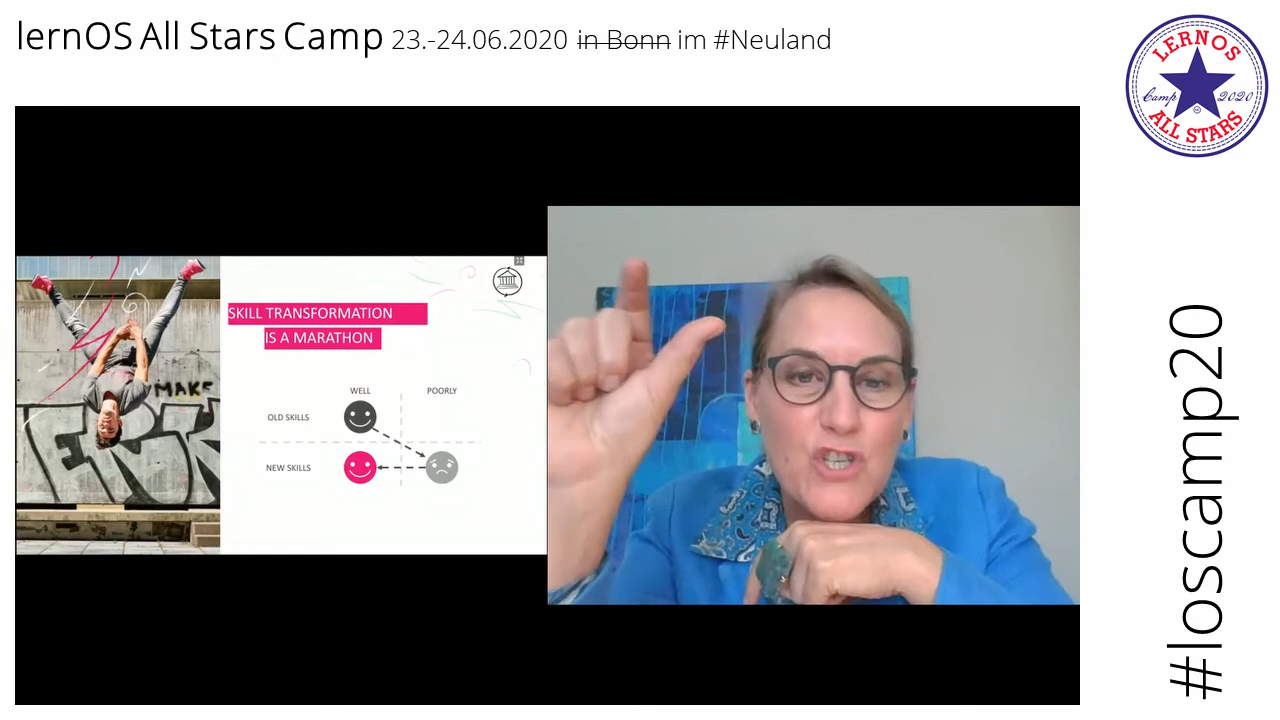 lernOS All Stars Camp 23.-24.06.2020 in Bonn im #Neuland
LERNOS
Camp 2020
ALL STARS
SKILL TRANSFORMATION
IS A MARATHON
WELL POORLY
OLD SKILLS
NEW SKILLS
MAKE
#loscamp20